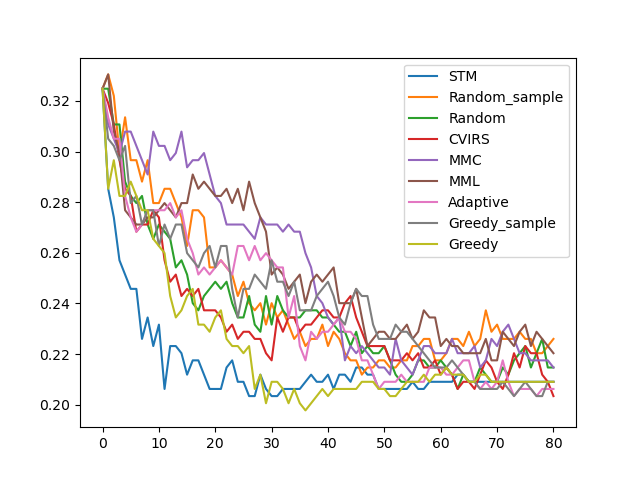 0.32
0.30
0.28
0.26
0.24
0.22
0.20
0 10 20 30 40 50 60 70 80
STM
Random_sample
Random
CVIRS
MMC
MML
Adaptive
Greedy_sample
Greedy